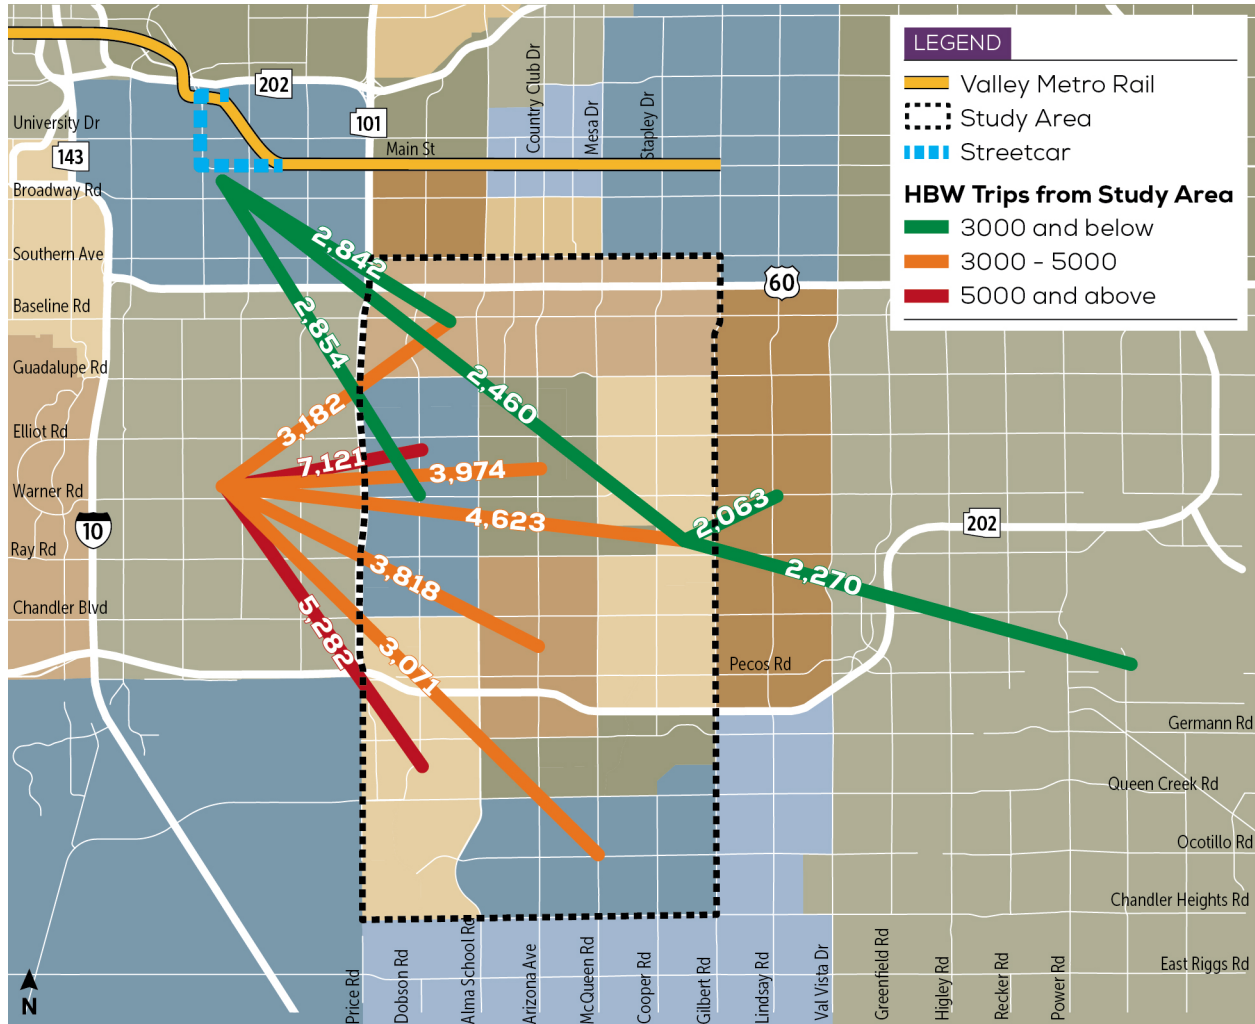 LEGEND
Valley Metro Rail
Study Area
Streetcar
HBW Trips from Study Area
3000 and below
3000 - 5000
5000 and above
202
101
143
60
10
202
University Dr
Broadway Rd
Southern Ave
Baseline Rd
Guadalupe Rd
Elliot Rd
Warner Rd
Ray Rd
Chandler Blvd
Main St
Country Club Dr
Mesa Dr
Stapley Dr
2,842
2,854
2,460
3,182
7,121
3,974
4,623
2,063
2,270
3,818
3,071
5,282
Pecos Rd
Germann Rd
Queen Creek Rd
Ocotillo Rd
Chandler Heights Rd
East Riggs Rd
Price Rd
Dobson Rd
Alma School Rd
Arizona Ave
McQueen Rd
Cooper Rd
Gilbert Rd
Lindsay Rd
Val Vista Dr
Greenfield Rd
Higley Rd
Recker Rd
Power Rd
N